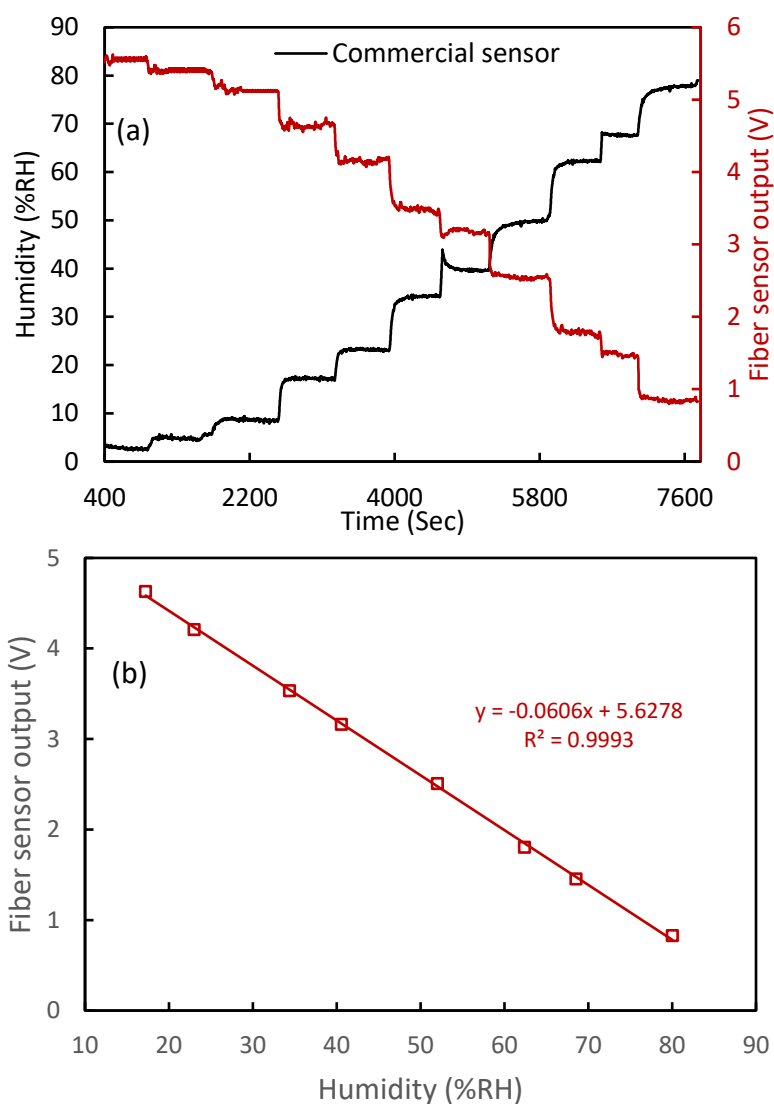 Commercial sensor
(a)
Humidity (%RH)
90
80
70
60
50
40
30
20
10
0
Fiber sensor output (V)
6
5
4
3
2
1
0
400 2200 4000 5800 7600
Time (Sec)
(b)
Fiber sensor output (V)
5
4
3
2
1
0
y = -0.0606x + 5.6278
R² = 0.9993
10 20 30 40 50 60 70 80 90
Humidity (%RH)